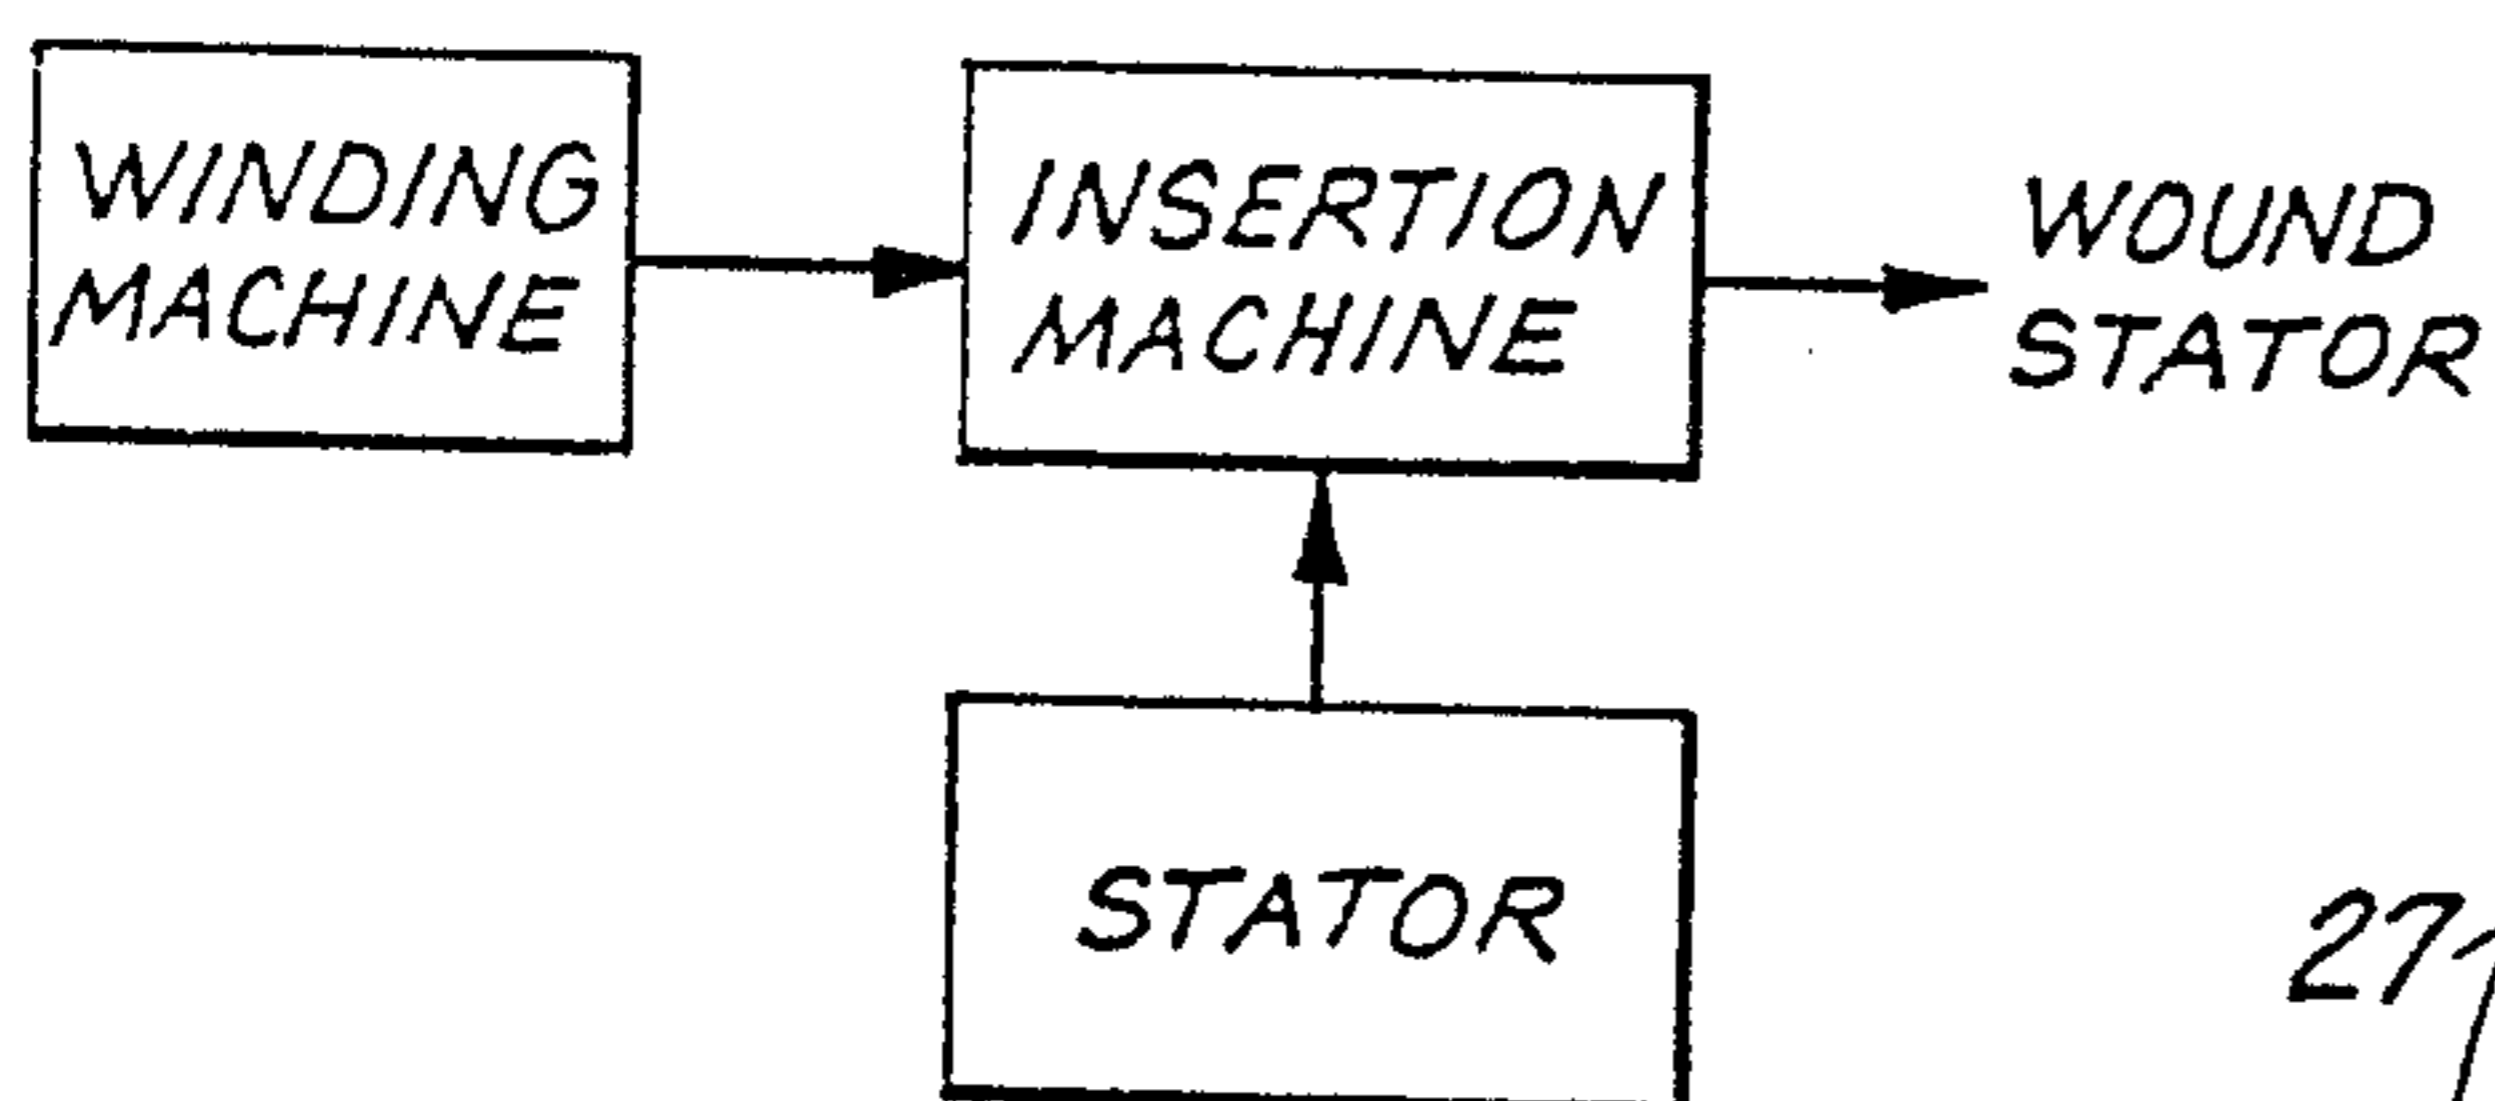 WINDING
MACHINE
INSERTION
MACHINE
WOUND
STATOR
STATOR
27